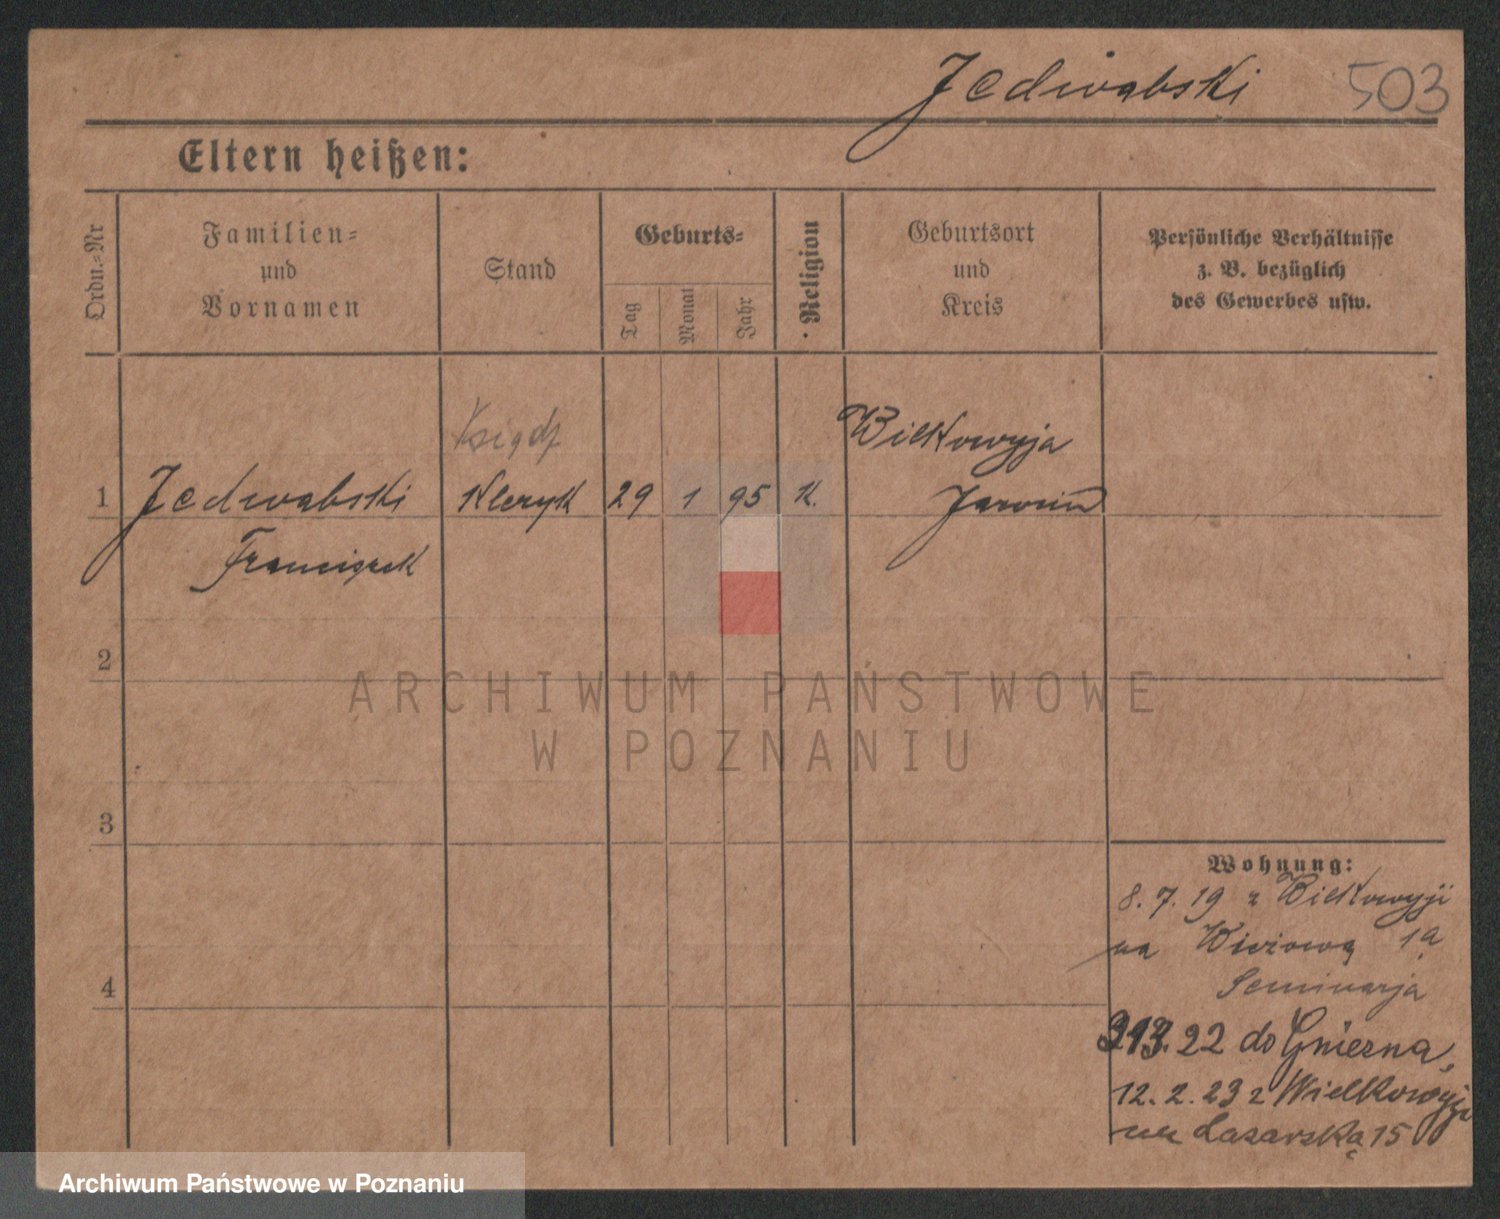 Jedwabski 503
Eltern heißen:
Ordn.-Nr
Familien-
und
Vornamen
Stand
Geburts-
Tag
Monat
Jahr
Religion
Geburtsort
und
Kreis
Persönliche Verhältnisse
z. B. bezüglich
des Gewerbes usw.
Ksiądz
Wilkowyja
1 Jedwabski Kleryk 29 1 95 K. Jarocin
Franciszek
2
ARCHIWUM PAŃSTWOWE
W POZNANIU
3
Wohnung:
8. 7. 19 z Wilkowyji
na Wieżową 1a
Seminarja
4
22 do Gniezna,
12. 2. 23 z Wielkowyji
na Łazarską 15
Archiwum Państwowe w Poznaniu